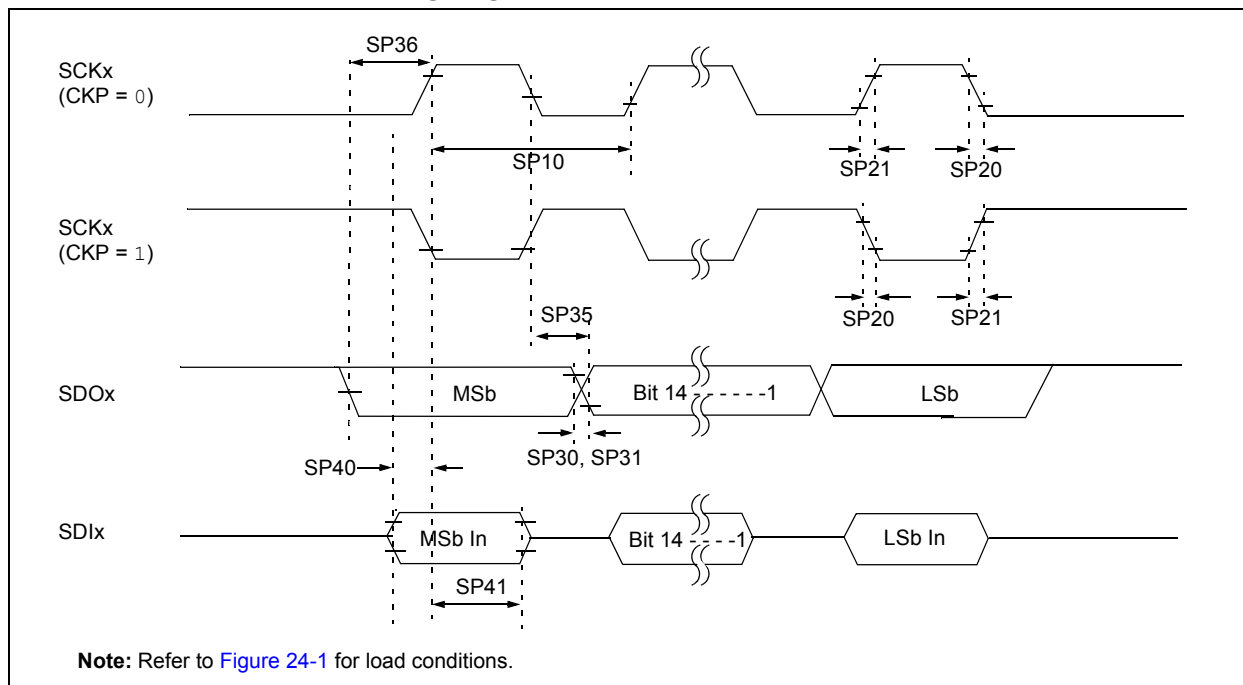 SP36
SCKx
(CKP = 0)
SP10
SP21
SP20
SCKx
(CKP = 1)
SP35
SP20
SP21
SDOx
MSb
Bit 14 - - - - - -1
LSb
SP40
SP30, SP31
SDIx
MSb In
Bit 14 - - - - -1
LSb In
SP41
Note: Refer to Figure 24-1 for load conditions.